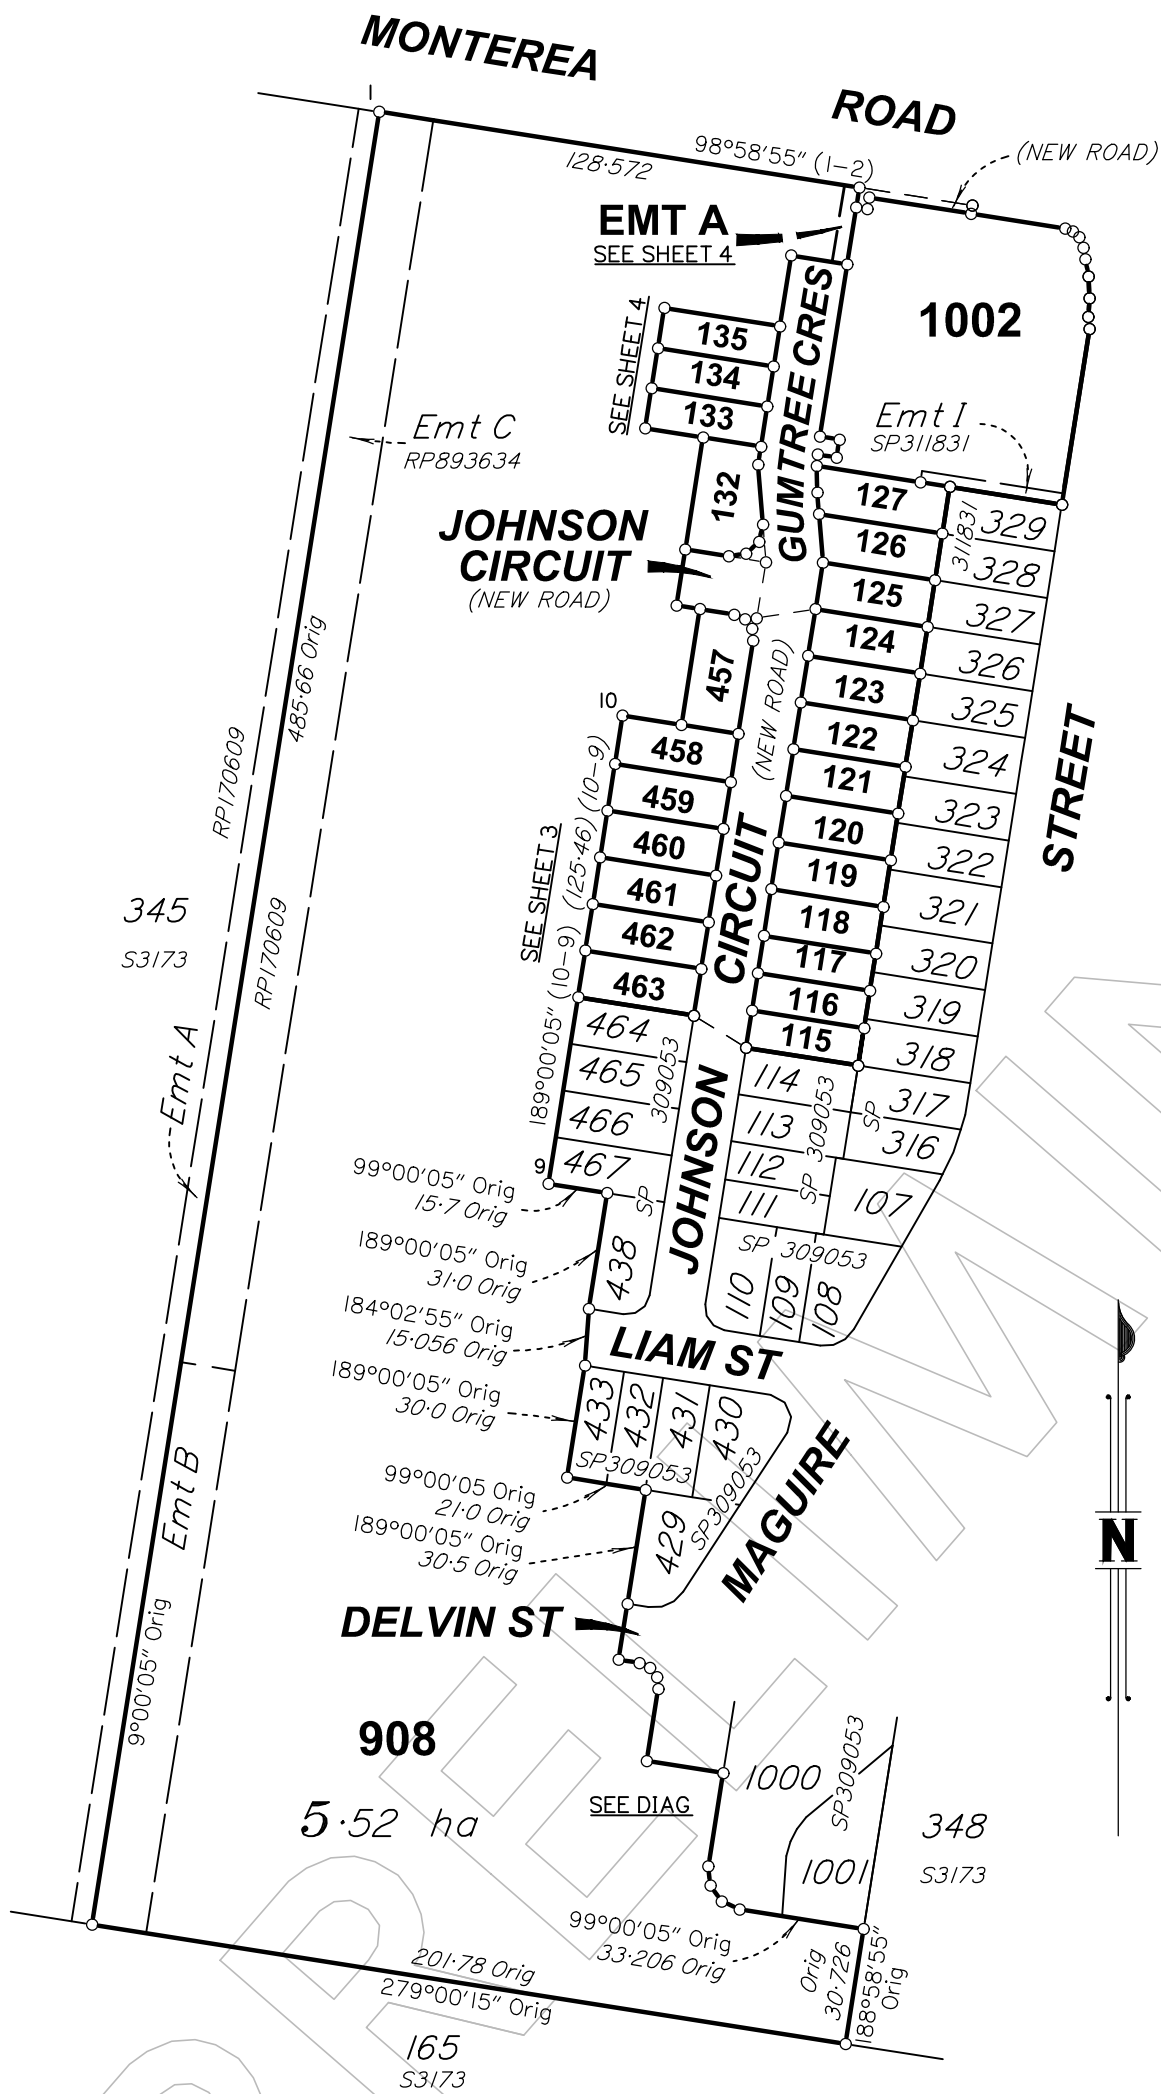 MONTEREA
ROAD
98°58'55" (1-2)
128·572
(NEW ROAD)
EMT A
SEE SHEET 4
1002
SEE SHEET 4
135
134
133
132
GUMTREE CRES
Emt I
SP311831
Emt C
RP893634
JOHNSON
CIRCUIT
(NEW ROAD)
127
126
125
124
123
122
121
120
119
118
117
116
115
311831
329
328
327
326
325
324
323
322
321
320
319
318
317
316
SP
STREET
457
(NEW ROAD)
10
458
459
460
461
462
463
464
465
466
467
309053
SP
189°00'05" (10-9) (125·46) (10-9)
SEE SHEET 3
485·66 Orig
RP170609
RP170609
345
S3173
Emt A
CIRCUIT
JOHNSON
114
113
112
111
SP 309053
107
SP 309053
110
109
108
9
99°00'05" Orig
15·7 Orig
189°00'05" Orig
31·0 Orig
438
184°02'55" Orig
15·056 Orig
LIAM ST
189°00'05" Orig
30·0 Orig
433
432
431
430
SP309053
SP309053
99°00'05 Orig
21·0 Orig
189°00'05" Orig
30·5 Orig
429
MAGUIRE
N
Emt B
DELVIN ST
9°00'05" Orig
908
5·52 ha
SEE DIAG
1000
SP309053
1001
348
S3173
99°00'05" Orig
33·206 Orig
Orig
30·726
188°58'55"
Orig
201·78 Orig
279°00'15" Orig
165
S3173